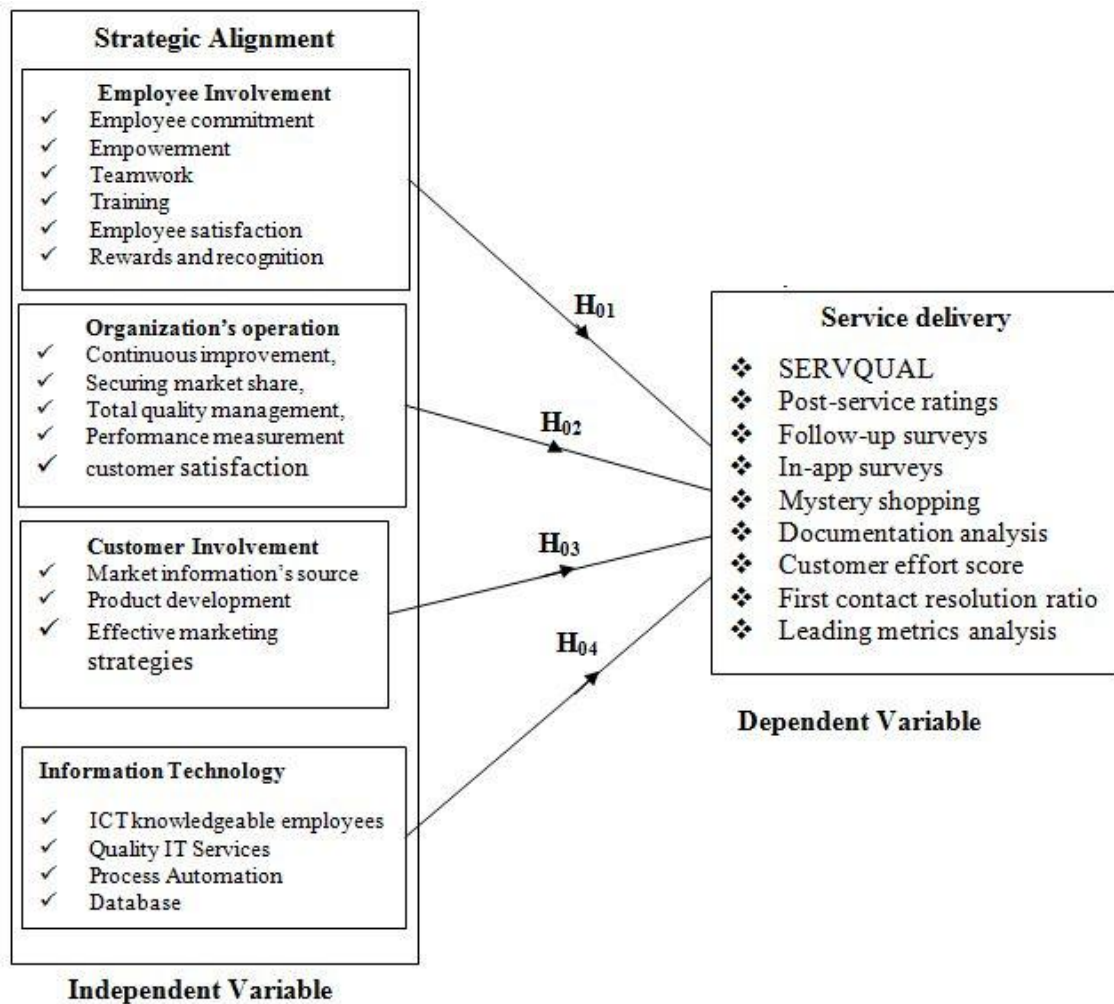 Strategic Alignment
Employee Involvement
✓ Employee commitment
✓ Empowerment
✓ Teamwork
✓ Training
✓ Employee satisfaction
✓ Rewards and recognition
Organization's operation
✓ Continuous improvement,
✓ Securing market share,
✓ Total quality management,
✓ Performance measurement
✓ customer satisfaction
Customer Involvement
✓ Market information's source
✓ Product development
✓ Effective marketing
strategies
Information Technology
✓ ICT knowledgeable employees
✓ Quality IT Services
✓ Process Automation
✓ Database
Independent Variable
H01
H02
H03
H04
Service delivery
❖ SERVQUAL
❖ Post-service ratings
❖ Follow-up surveys
❖ In-app surveys
❖ Mystery shopping
❖ Documentation analysis
❖ Customer effort score
❖ First contact resolution ratio
❖ Leading metrics analysis
Dependent Variable